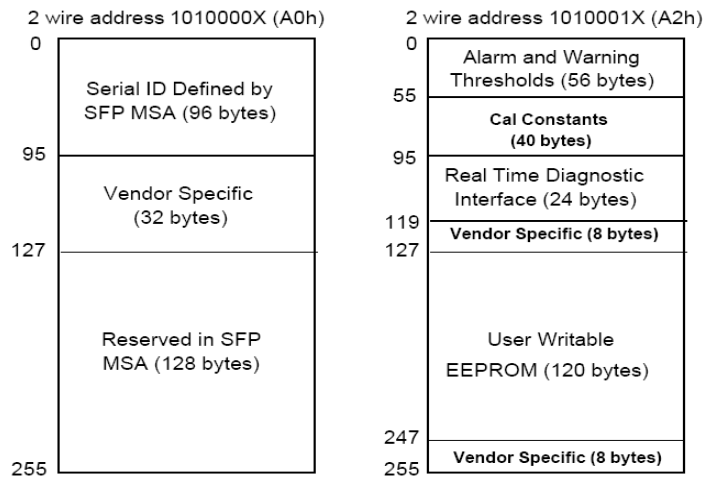 2 wire address 1010000X (A0h)
0
Serial ID Defined by
SFP MSA (96 bytes)
95
Vendor Specific
(32 bytes)
127
Reserved in SFP
MSA (128 bytes)
255
2 wire address 1010001X (A2h)
0
Alarm and Warning
Thresholds (56 bytes)
55
Cal Constants
(40 bytes)
95
Real Time Diagnostic
Interface (24 bytes)
119
Vendor Specific (8 bytes)
127
User Writable
EEPROM (120 bytes)
247
Vendor Specific (8 bytes)
255